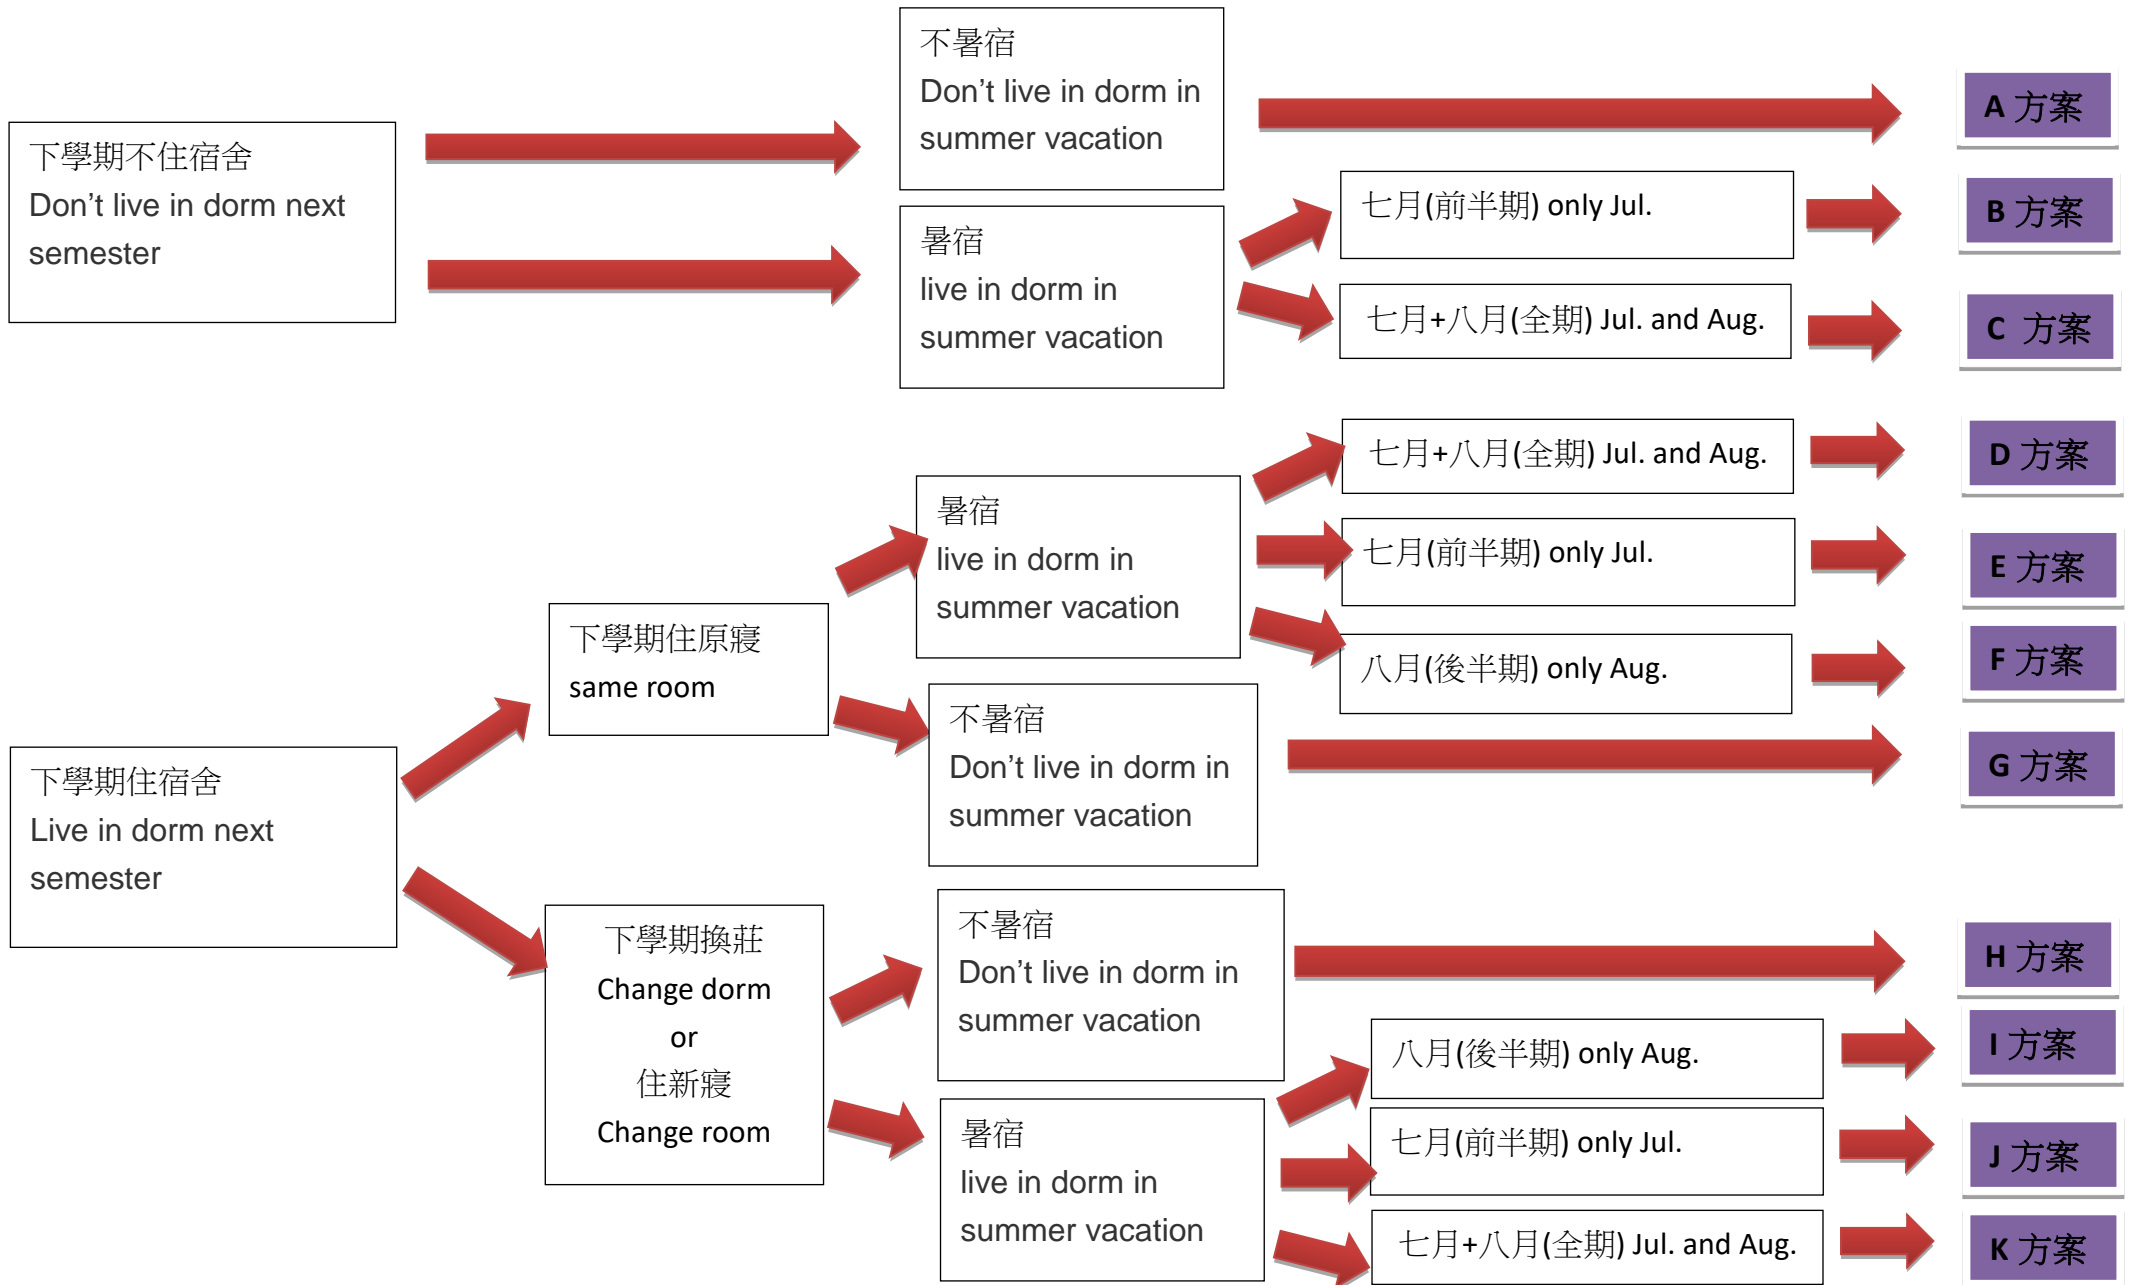 下學期不住宿舍
Don’t live in dorm next
semester
不暑宿
Don’t live in dorm in
summer vacation
A 方案
暑宿
live in dorm in
summer vacation
七月(前半期) only Jul.
B 方案
七月+八月(全期) Jul. and Aug.
C 方案
下學期住宿舍
Live in dorm next
semester
下學期住原寢
same room
暑宿
live in dorm in
summer vacation
七月+八月(全期) Jul. and Aug.
D 方案
七月(前半期) only Jul.
E 方案
八月(後半期) only Aug.
F 方案
不暑宿
Don’t live in dorm in
summer vacation
G 方案
下學期換莊
Change dorm
or
住新寢
Change room
不暑宿
Don’t live in dorm in
summer vacation
H 方案
暑宿
live in dorm in
summer vacation
八月(後半期) only Aug.
I 方案
七月(前半期) only Jul.
J 方案
七月+八月(全期) Jul. and Aug.
K 方案